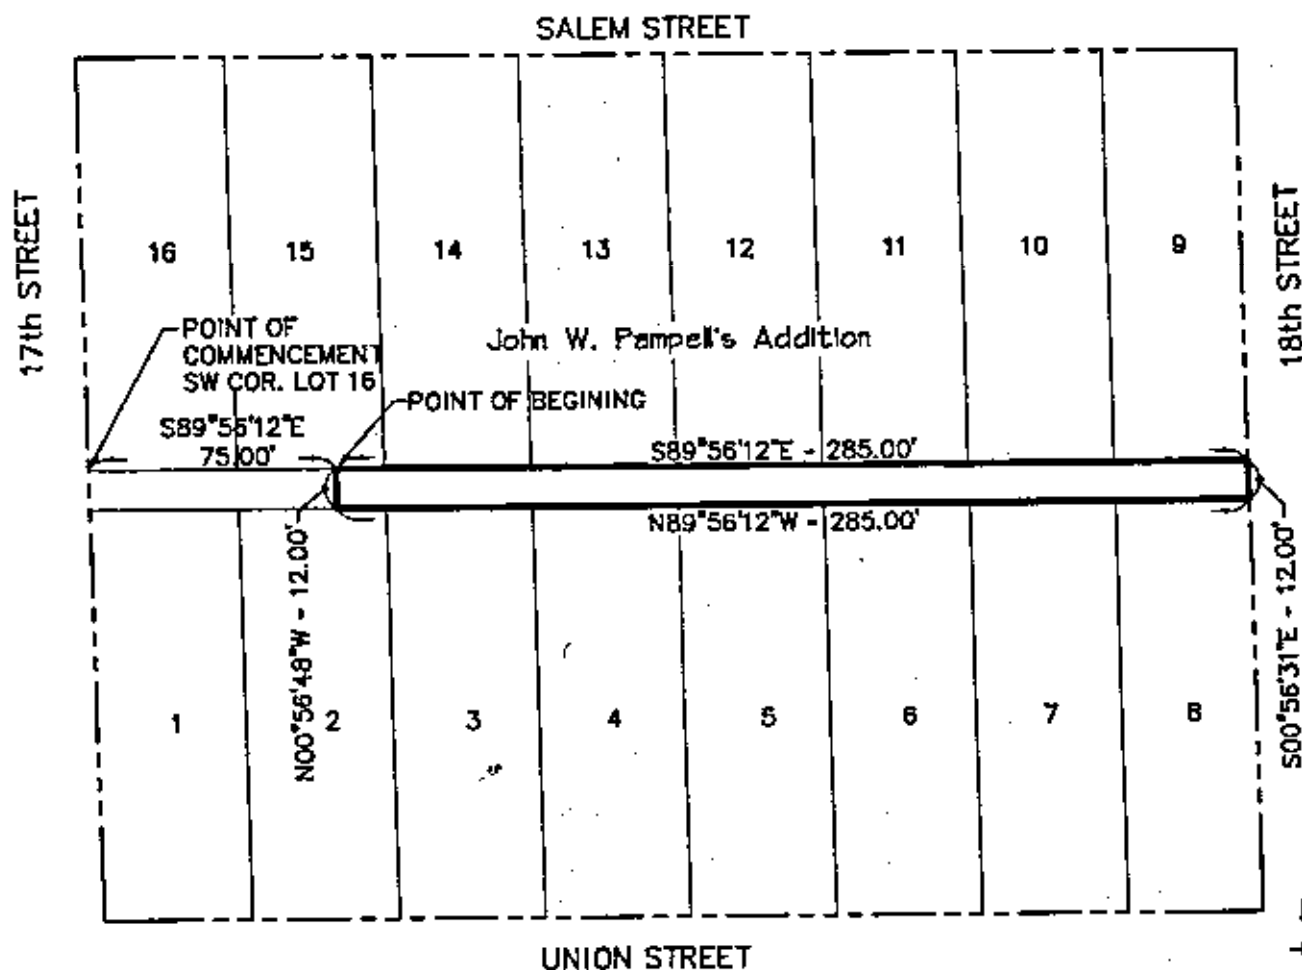 SALEM STREET
17th STREET
18th STREET
16
15
14
13
12
11
10
9
POINT OF
COMMENCEMENT
SW COR. LOT 16
John W. Pampell's Addition
POINT OF BEGINING
S89°56'12"E
75.00'
S89°56'12"E - 285.00'
N89°56'12"W - 285.00'
N00°56'48"W - 12.00'
S00°56'31"E - 12.00'
1
2
3
4
5
6
7
8
UNION STREET